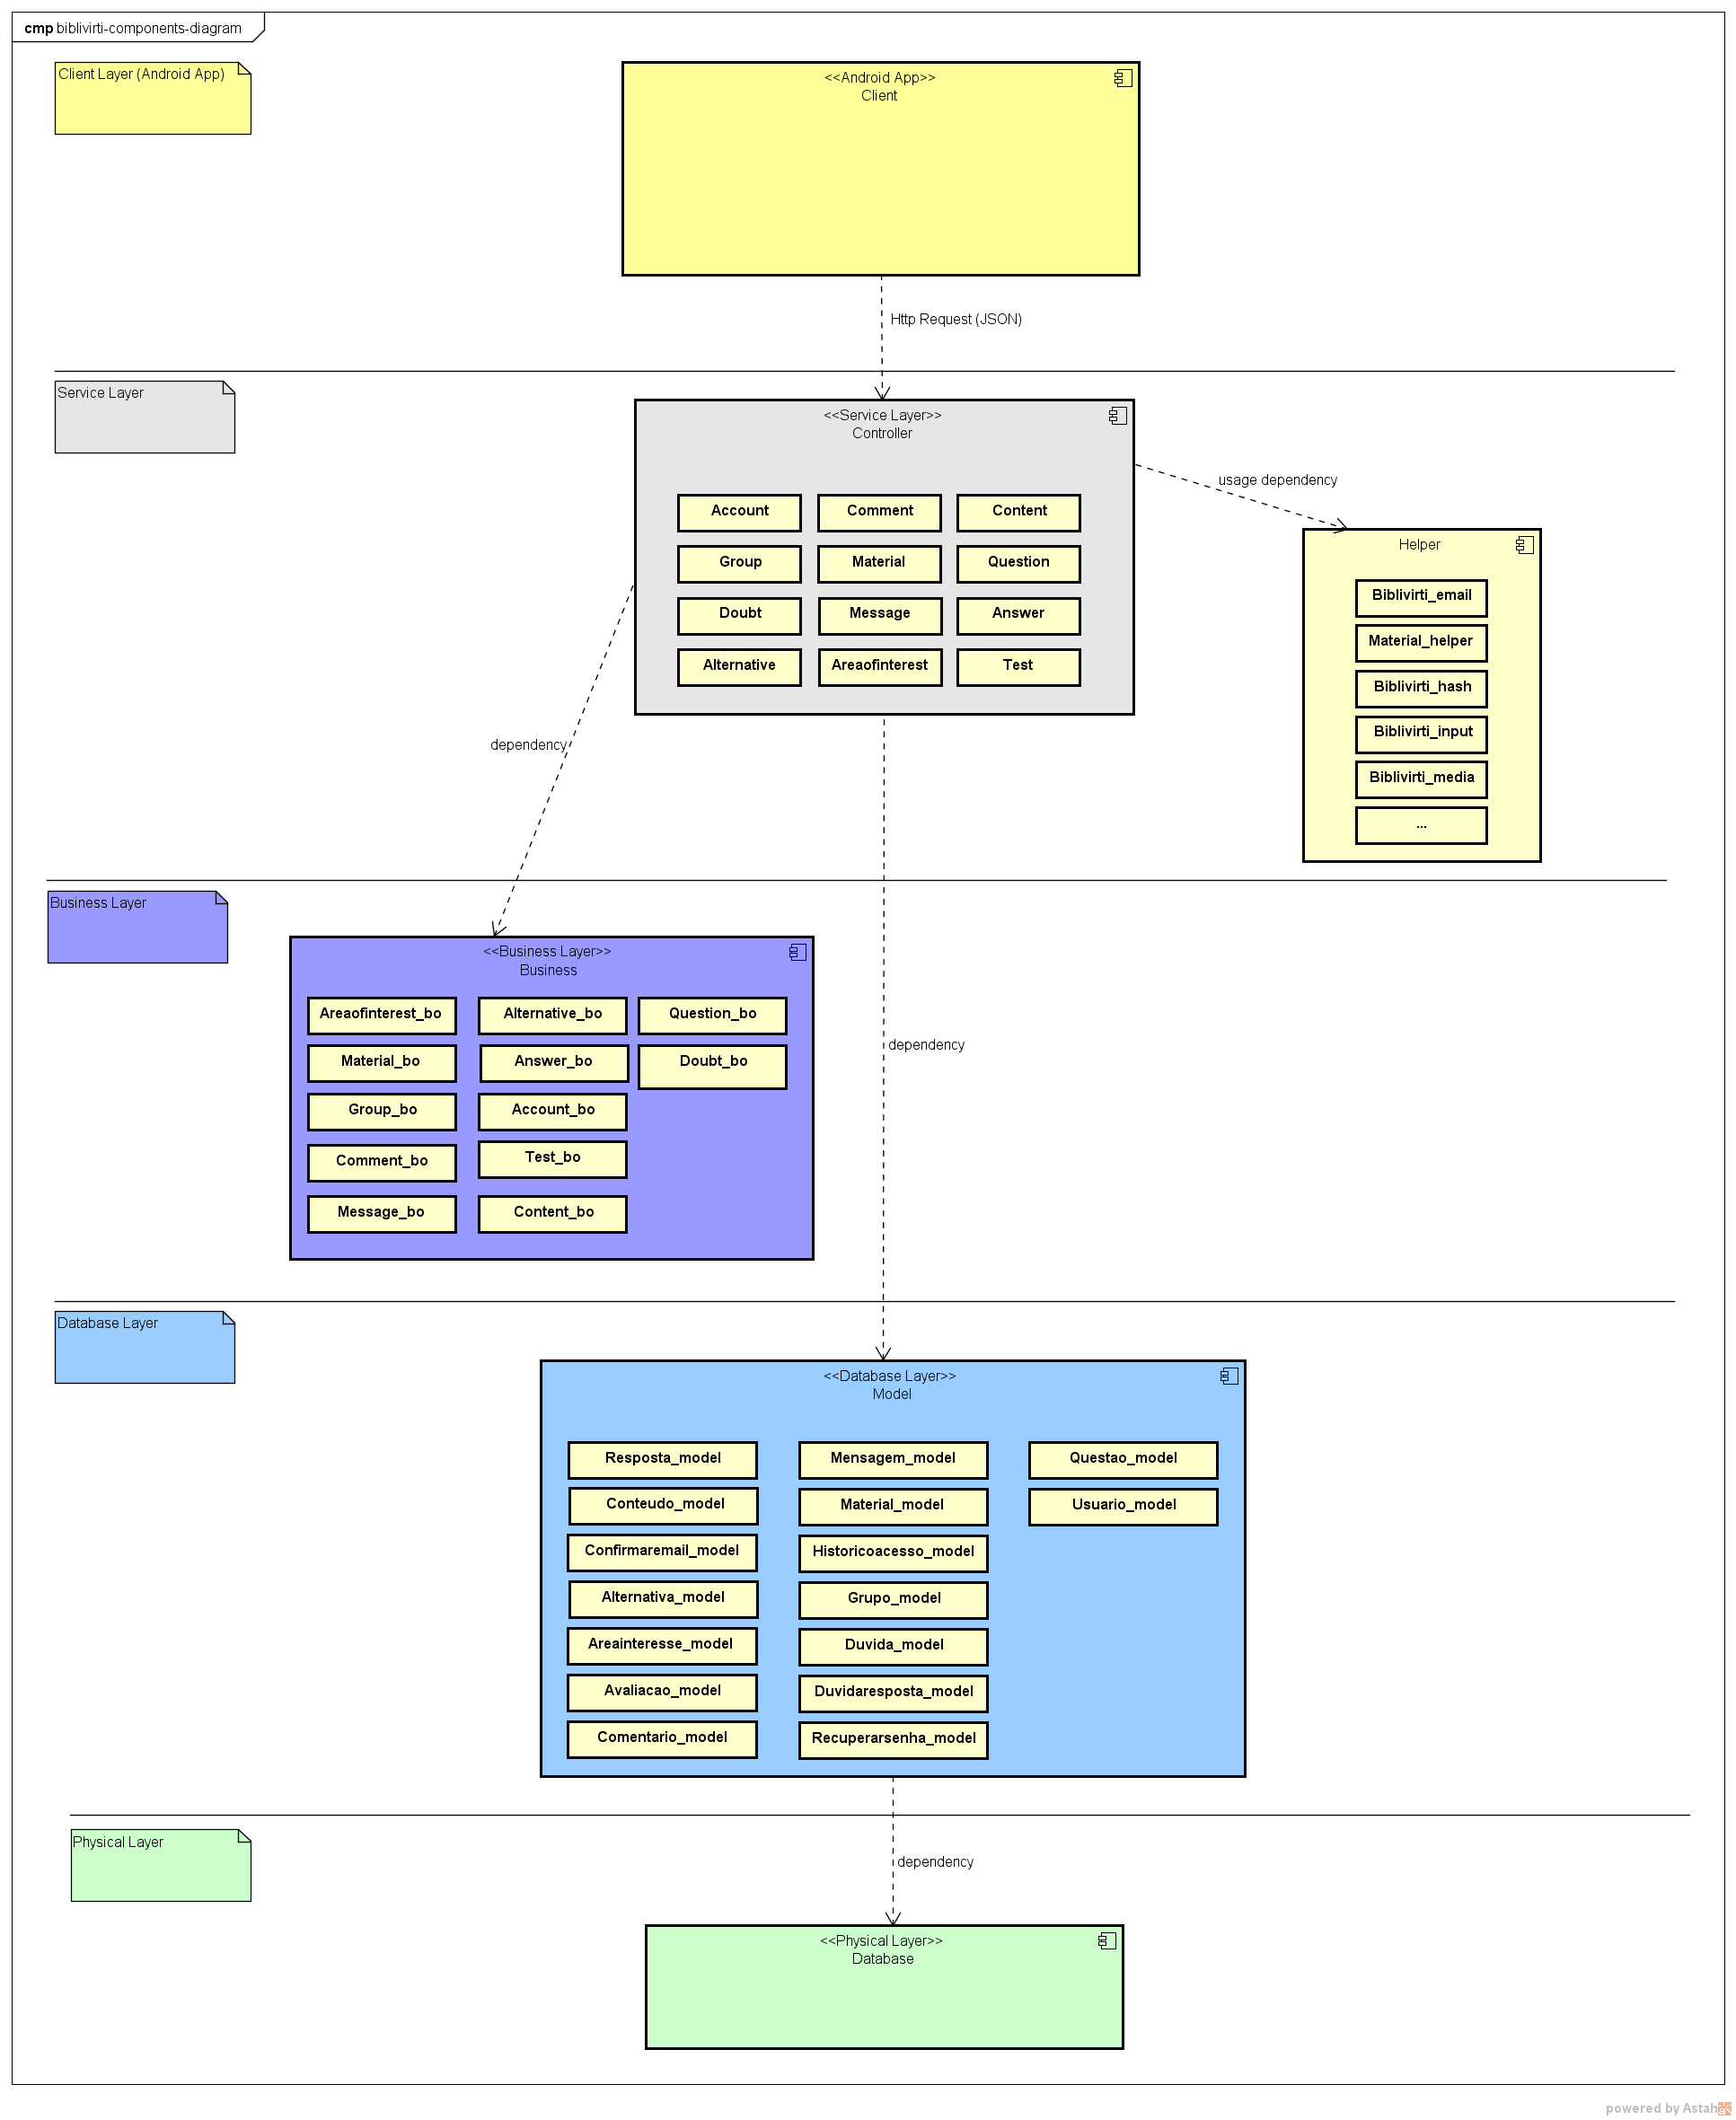 cmp biblivirti-components-diagram
Client Layer (Android App)
<<Android App>>
Client
Http Request (JSON)
Service Layer
<<Service Layer>>
Controller
Account
Comment
Content
Group
Material
Question
Doubt
Message
Answer
Alternative
Areaofinterest
Test
usage dependency
Helper
Biblivirti_email
Material_helper
Biblivirti_hash
Biblivirti_input
Biblivirti_media
...
dependency
Business Layer
<<Business Layer>>
Business
Areaofinterest_bo
Alternative_bo
Question_bo
Material_bo
Answer_bo
Doubt_bo
Group_bo
Account_bo
Comment_bo
Test_bo
Message_bo
Content_bo
dependency
Database Layer
<<Database Layer>>
Model
Resposta_model
Mensagem_model
Questao_model
Conteudo_model
Material_model
Usuario_model
Confirmaremail_model
Historicoacesso_model
Alternativa_model
Grupo_model
Areainteresse_model
Duvida_model
Avaliacao_model
Duvidaresposta_model
Comentario_model
Recuperarsenha_model
Physical Layer
dependency
<<Physical Layer>>
Database
powered by Astah